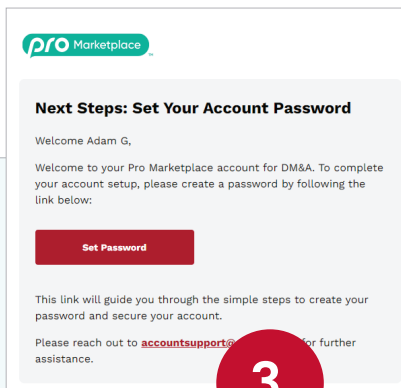 pro Marketplace
Next Steps: Set Your Account Password
Welcome Adam G,
Welcome to your Pro Marketplace account for DM&A. To complete
your account setup, please create a password by following the
link below:
Set Password
This link will guide you through the simple steps to create your
password and secure your account.
Please reach out to accountsupport@ for further
assistance.
3